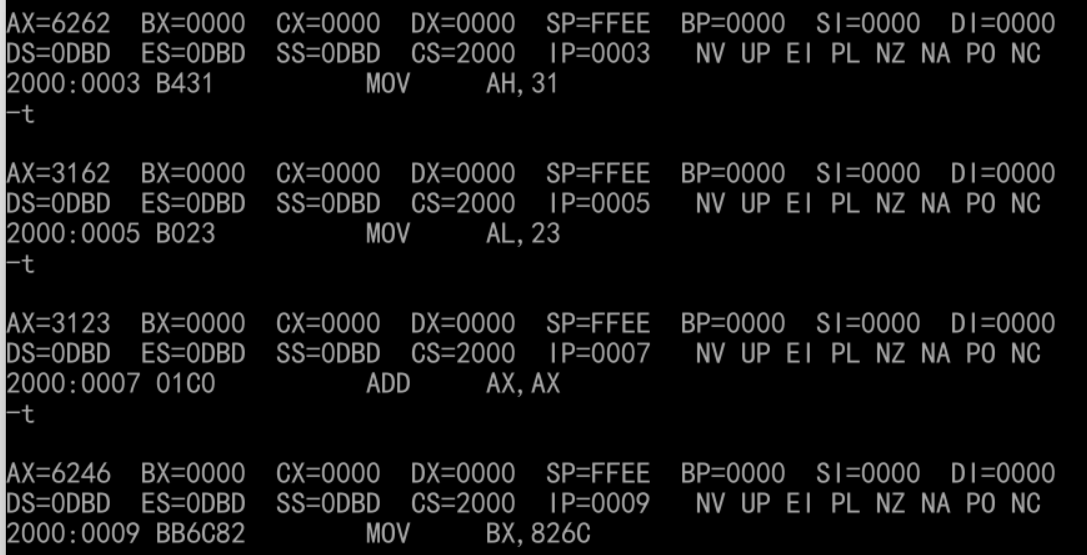 AX=6262  BX=0000  CX=0000  DX=0000  SP=FFEE  BP=0000  SI=0000  DI=0000
DS=0DBD  ES=0DBD  SS=0DBD  CS=2000  IP=0003   NV UP EI PL NZ NA PO NC
2000:0003 B431          MOV     AH,31
-t
AX=3162  BX=0000  CX=0000  DX=0000  SP=FFEE  BP=0000  SI=0000  DI=0000
DS=0DBD  ES=0DBD  SS=0DBD  CS=2000  IP=0005   NV UP EI PL NZ NA PO NC
2000:0005 B023          MOV     AL,23
-t
AX=3123  BX=0000  CX=0000  DX=0000  SP=FFEE  BP=0000  SI=0000  DI=0000
DS=0DBD  ES=0DBD  SS=0DBD  CS=2000  IP=0007   NV UP EI PL NZ NA PO NC
2000:0007 01C0          ADD     AX,AX
-t
AX=6246  BX=0000  CX=0000  DX=0000  SP=FFEE  BP=0000  SI=0000  DI=0000
DS=0DBD  ES=0DBD  SS=0DBD  CS=2000  IP=0009   NV UP EI PL NZ NA PO NC
2000:0009 BB6C82        MOV     BX,826C